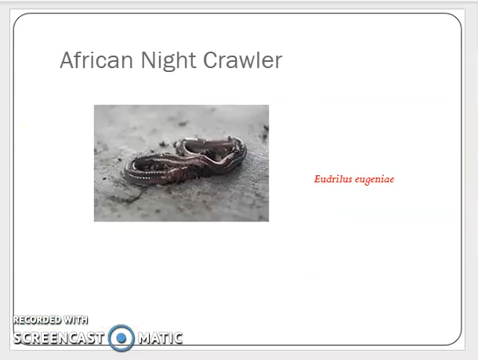 African Night Crawler
Eudrilus eugeniae
RECORDED WITH
SCREENCAST MATIC